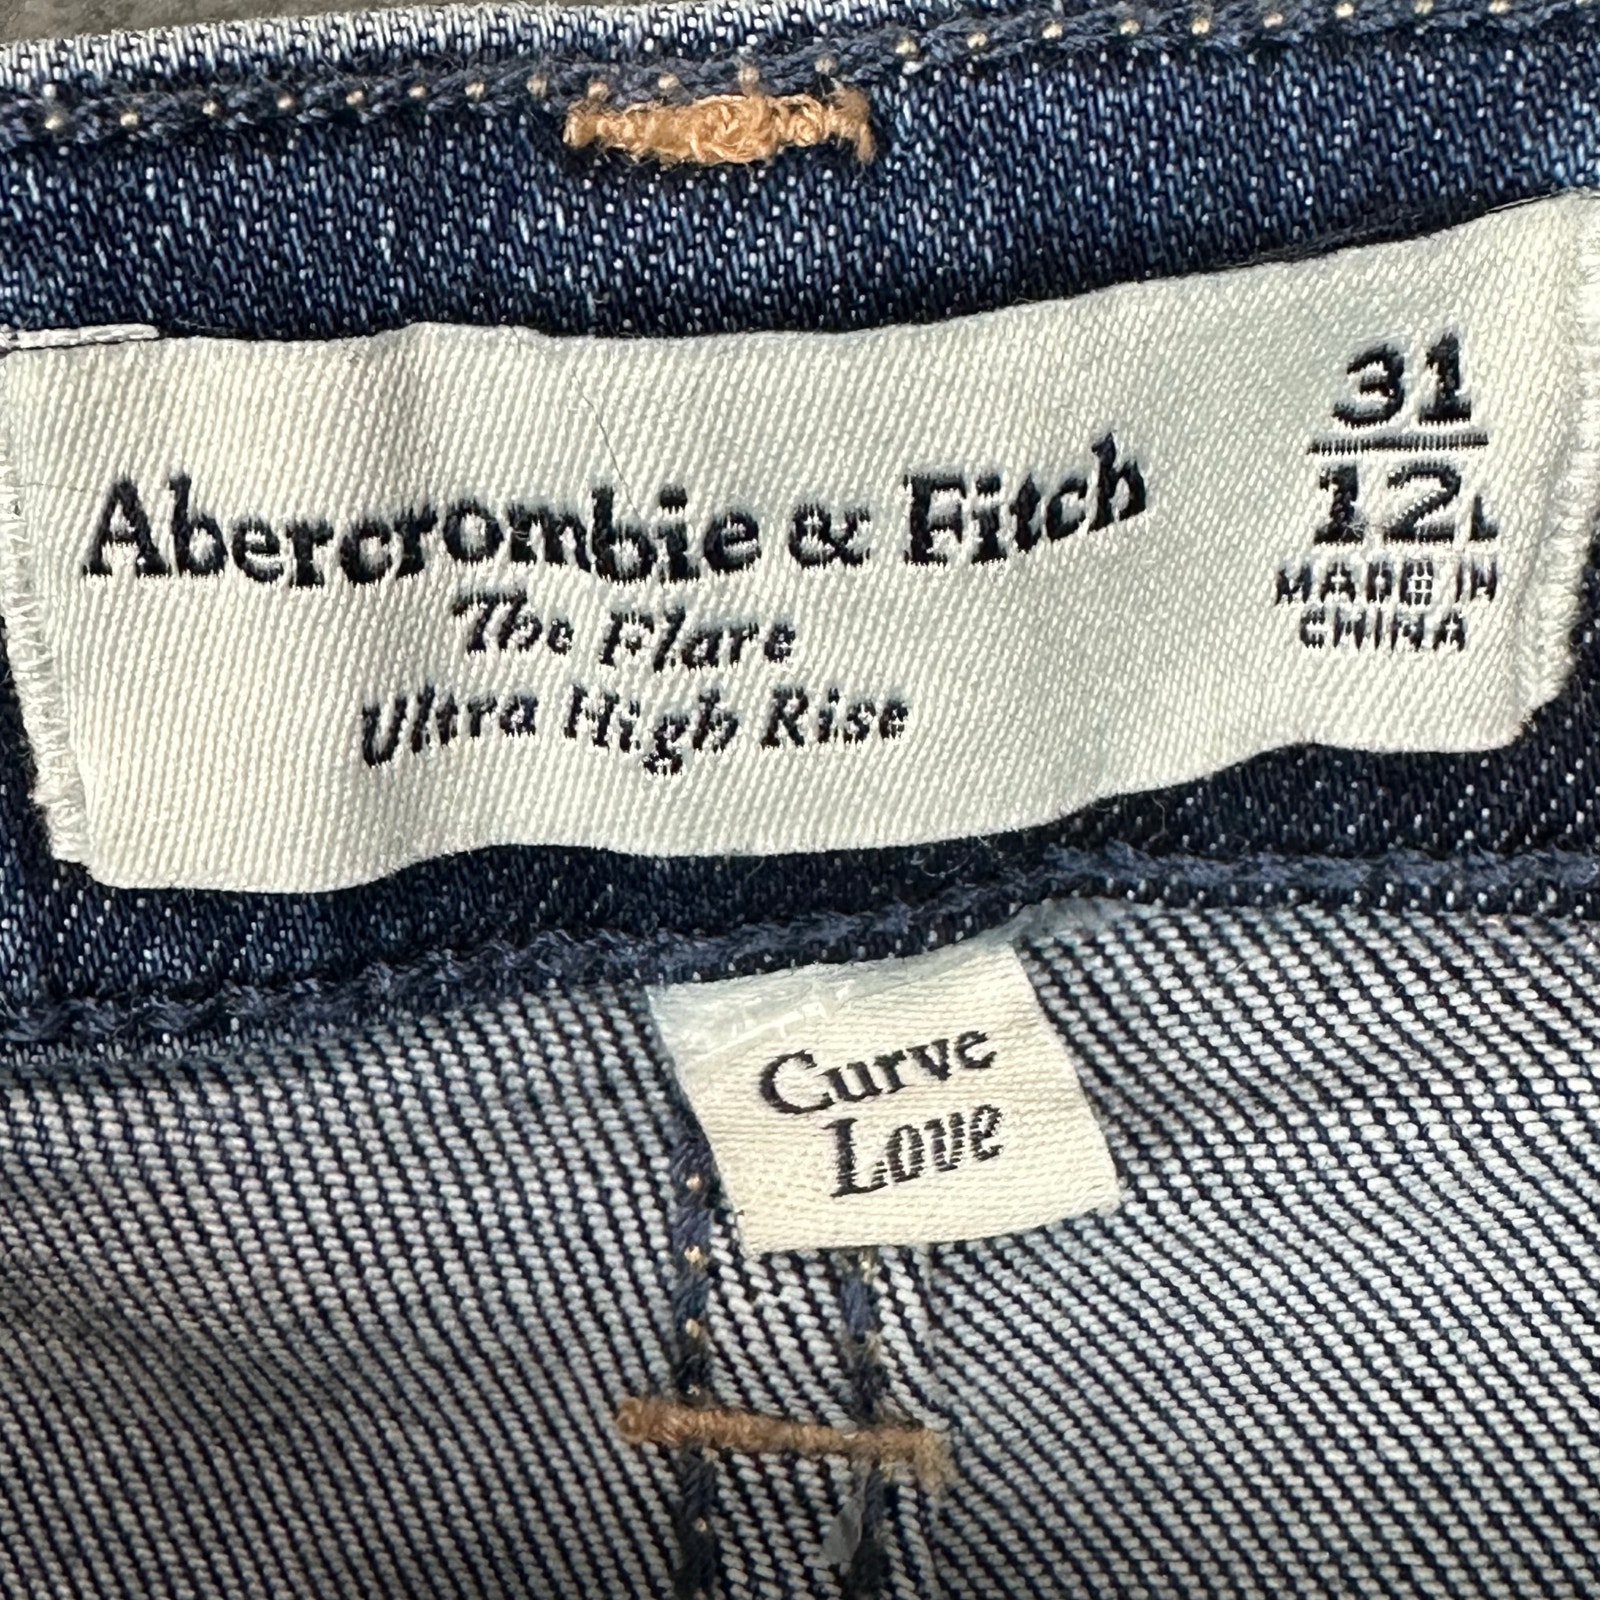 Abercrombie & Fitch
The Flare
Ultra High Rise
31
12L
MADE IN
CHINA
Curve
Love